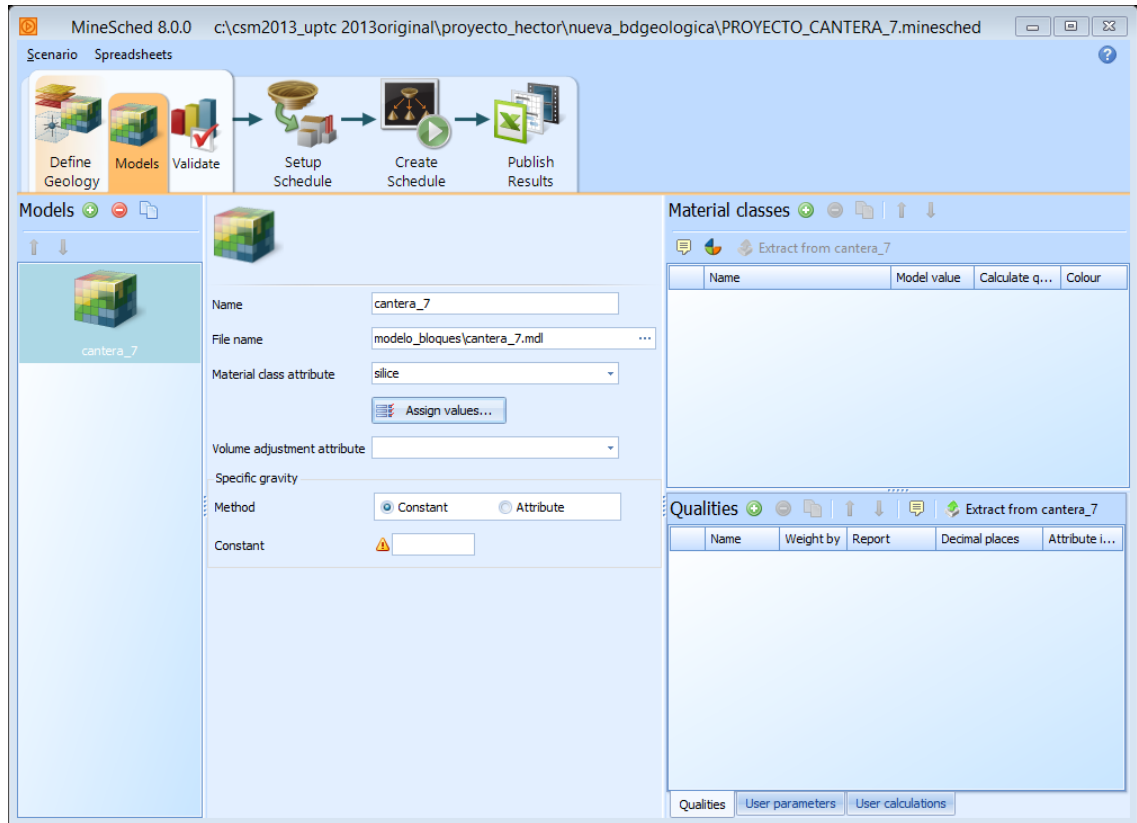 MineSched 8.0.0 c:\csm2013_uptc 2013original\proyecto_hector\nueva_bdgeologica\PROYECTO_CANTERA_7.minesched
Scenario Spreadsheets
Define Geology
Models
Validate
Setup Schedule
Create Schedule
Publish Results
Models
cantera_7
Name cantera_7
File name modelo_bloques\cantera_7.mdl ...
Material class attribute silice
Assign values...
Volume adjustment attribute
Specific gravity
Method Constant Attribute
Constant
Material classes
Extract from cantera_7
Name Model value Calculate q... Colour
Qualities Extract from cantera_7
Name Weight by Report Decimal places Attribute i...
Qualities User parameters User calculations